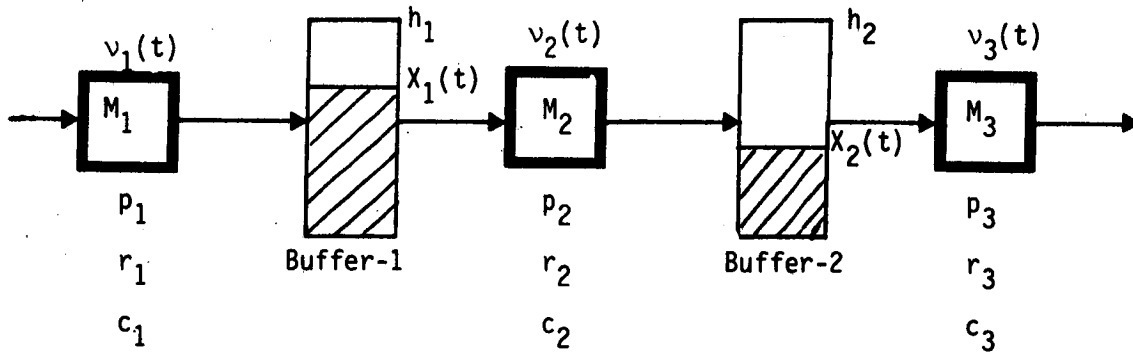 ν₁(t)
M₁
p₁
r₁
c₁
h₁
X₁(t)
Buffer-1
ν₂(t)
M₂
p₂
r₂
c₂
h₂
X₂(t)
Buffer-2
ν₃(t)
M₃
p₃
r₃
c₃